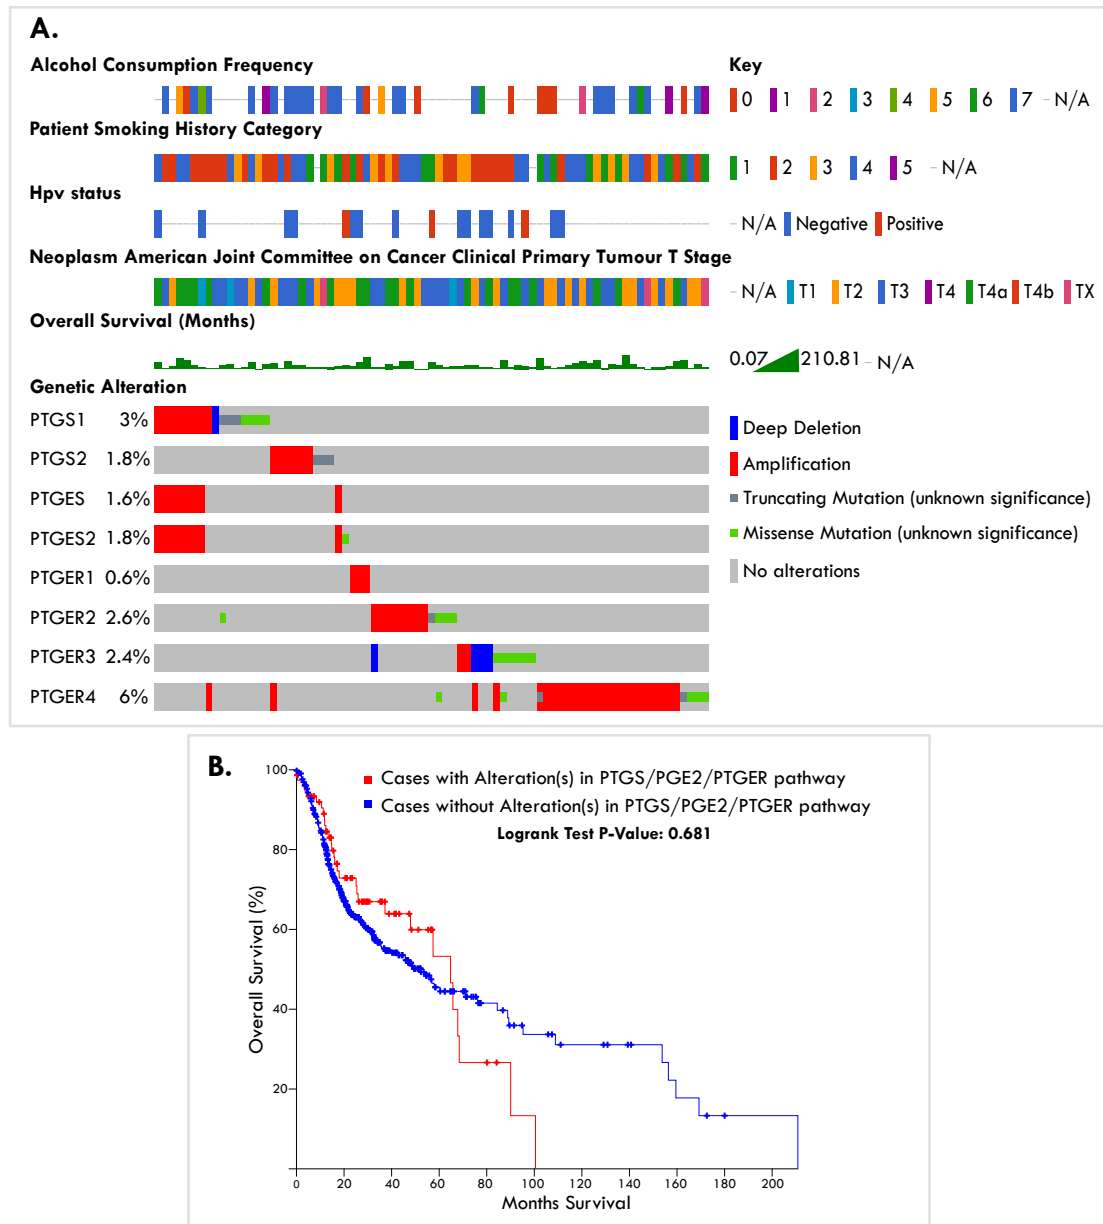 A.
Alcohol Consumption Frequency
Key
0 1 2 3 4 5 6 7 N/A
Patient Smoking History Category
1 2 3 4 5 N/A
Hpv status
N/A Negative Positive
Neoplasm American Joint Committee on Cancer Clinical Primary Tumour T Stage
N/A T1 T2 T3 T4 T4a T4b TX
Overall Survival (Months)
0.07 210.81 N/A
Genetic Alteration
PTGS1 3%
PTGS2 1.8%
PTGES 1.6%
PTGES2 1.8%
PTGER1 0.6%
PTGER2 2.6%
PTGER3 2.4%
PTGER4 6%
Deep Deletion
Amplification
Truncating Mutation (unknown significance)
Missense Mutation (unknown significance)
No alterations
B.
Cases with Alteration(s) in PTGS/PGE2/PTGER pathway
Cases without Alteration(s) in PTGS/PGE2/PTGER pathway
Logrank Test P-Value: 0.681
Overall Survival (%)
100
80
60
40
20
0 20 40 60 80 100 120 140 160 180 200
Months Survival